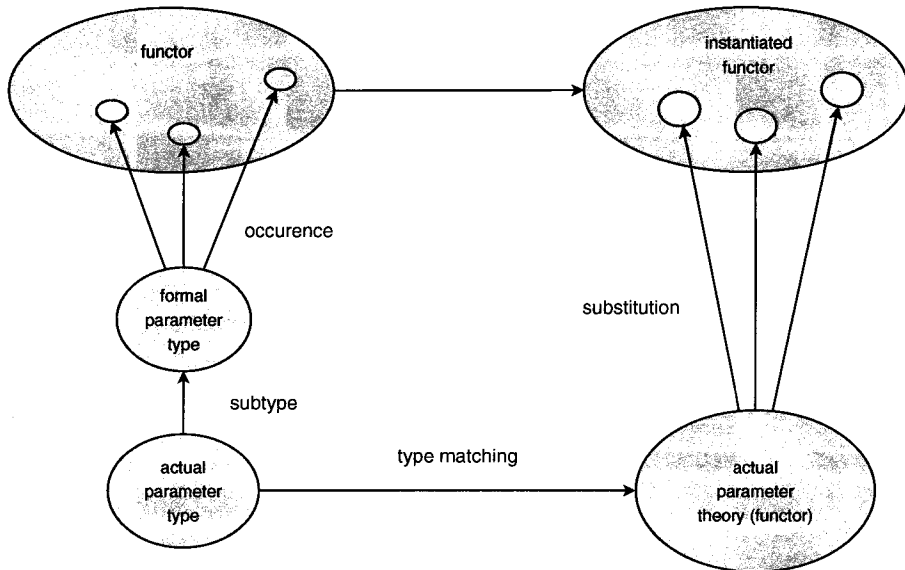 functor
instantiated
functor
occurence
formal
parameter
type
substitution
subtype
type matching
actual
parameter
type
actual
parameter
theory (functor)